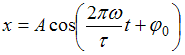 x = A cos(2πω/τ t + φ₀)